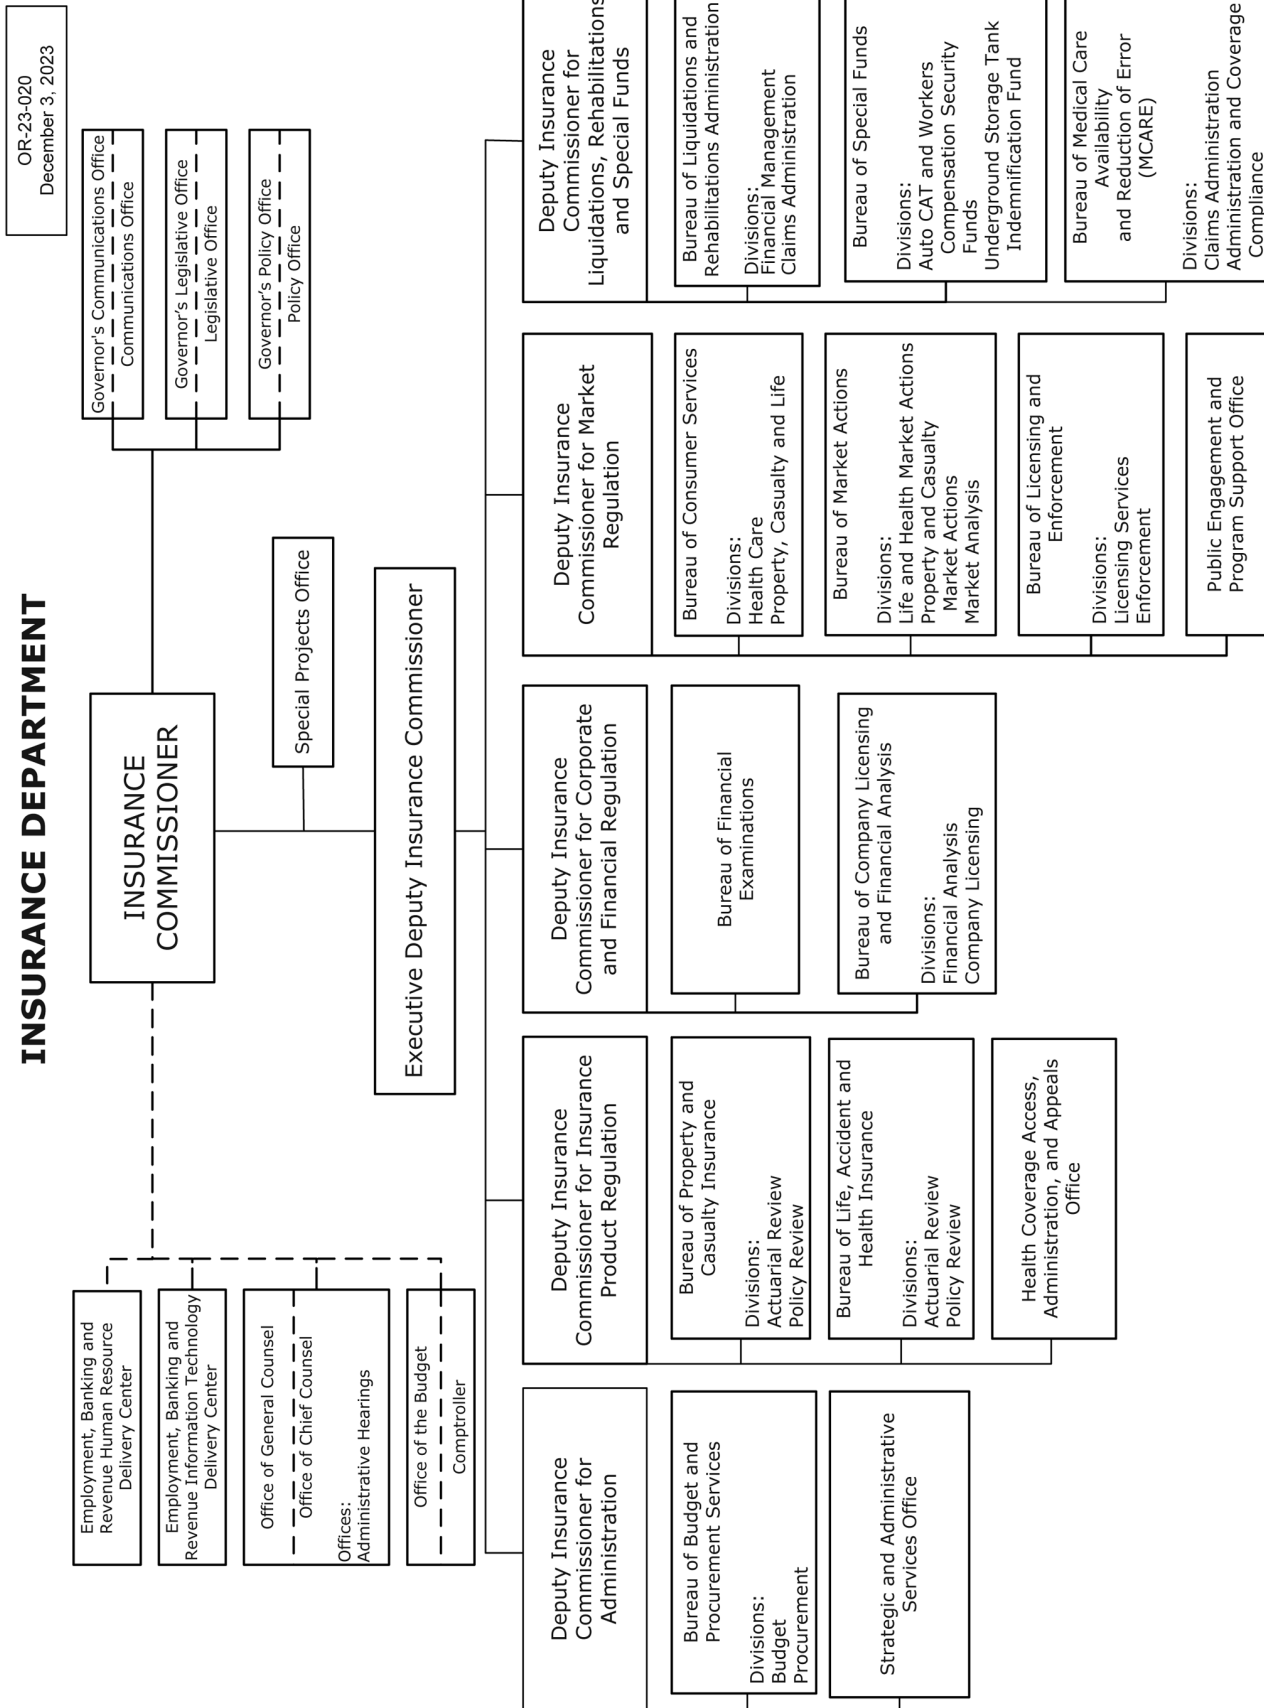 OR-23-020
December 3, 2023
INSURANCE DEPARTMENT
INSURANCE
COMMISSIONER
Employment, Banking and
Revenue Human Resource
Delivery Center
Employment, Banking and
Revenue Information Technology
Delivery Center
Office of General Counsel
Office of Chief Counsel
Offices:
Administrative Hearings
Office of the Budget
Comptroller
Governor's Communications Office
Communications Office
Governor's Legislative Office
Legislative Office
Governor's Policy Office
Policy Office
Special Projects Office
Executive Deputy Insurance Commissioner
Deputy Insurance
Commissioner for
Administration
Bureau of Budget and
Procurement Services
Divisions:
Budget
Procurement
Strategic and Administrative
Services Office
Deputy Insurance
Commissioner for Insurance
Product Regulation
Bureau of Property and
Casualty Insurance
Divisions:
Actuarial Review
Policy Review
Bureau of Life, Accident and
Health Insurance
Divisions:
Actuarial Review
Policy Review
Health Coverage Access,
Administration, and Appeals
Office
Deputy Insurance
Commissioner for Corporate
and Financial Regulation
Bureau of Financial
Examinations
Bureau of Company Licensing
and Financial Analysis
Divisions:
Financial Analysis
Company Licensing
Deputy Insurance
Commissioner for Market
Regulation
Bureau of Consumer Services
Divisions:
Health Care
Property, Casualty and Life
Bureau of Market Actions
Divisions:
Life and Health Market Actions
Property and Casualty
Market Actions
Market Analysis
Bureau of Licensing and
Enforcement
Divisions:
Licensing Services
Enforcement
Public Engagement and
Program Support Office
Deputy Insurance
Commissioner for
Liquidations, Rehabilitations
and Special Funds
Bureau of Liquidations and
Rehabilitations Administration
Divisions:
Financial Management
Claims Administration
Bureau of Special Funds
Divisions:
Auto CAT and Workers
Compensation Security
Funds
Underground Storage Tank
Indemnification Fund
Bureau of Medical Care
Availability
and Reduction of Error
(MCARE)
Divisions:
Claims Administration
Administration and Coverage
Compliance